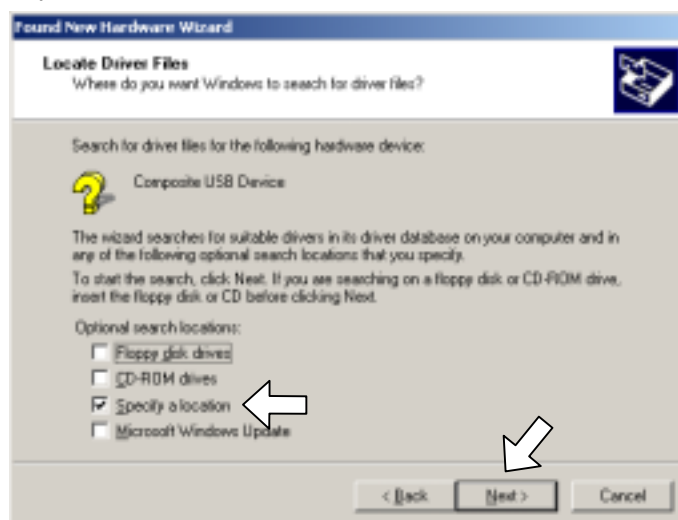 Found New Hardware Wizard
Locate Driver Files
Where do you want Windows to search for driver files?
Search for driver files for the following hardware device:
Composite USB Device
The wizard searches for suitable drivers in its driver database on your computer and in
any of the following optional search locations that you specify.
To start the search, click Next. If you are searching on a floppy disk or CD-ROM drive,
insert the floppy disk or CD before clicking Next.
Optional search locations:
Floppy disk drives
CD-ROM drives
Specify a location
Microsoft Windows Update
< Back Next > Cancel